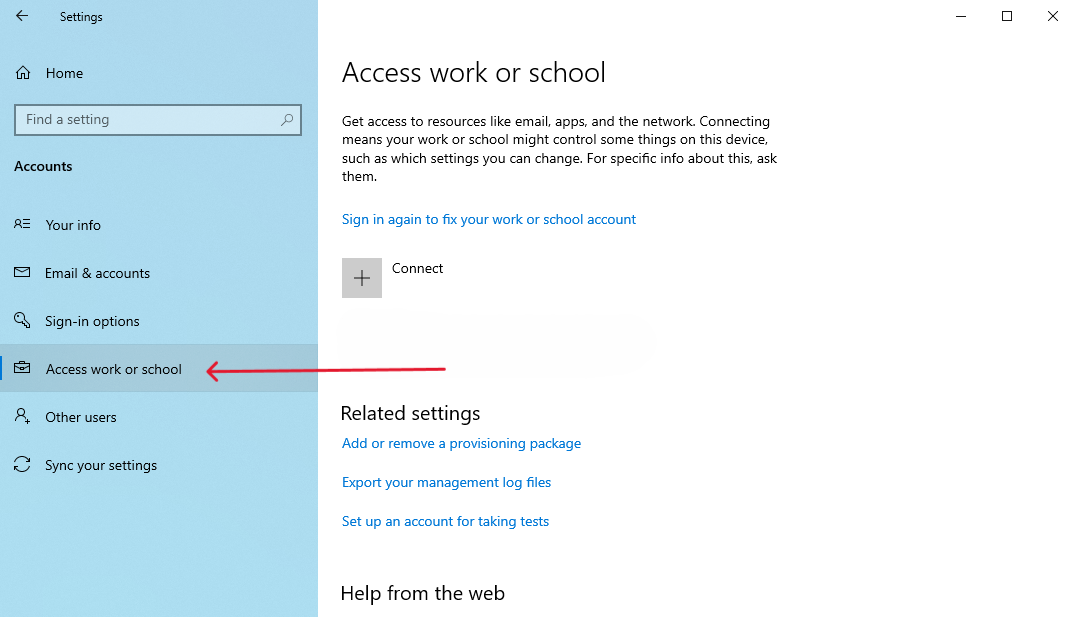 Settings
Home
Find a setting
Accounts
Your info
Email & accounts
Sign-in options
Access work or school
Other users
Sync your settings
Access work or school
Get access to resources like email, apps, and the network. Connecting
means your work or school might control some things on this device,
such as which settings you can change. For specific info about this, ask
them.
Sign in again to fix your work or school account
Connect
Related settings
Add or remove a provisioning package
Export your management log files
Set up an account for taking tests
Help from the web